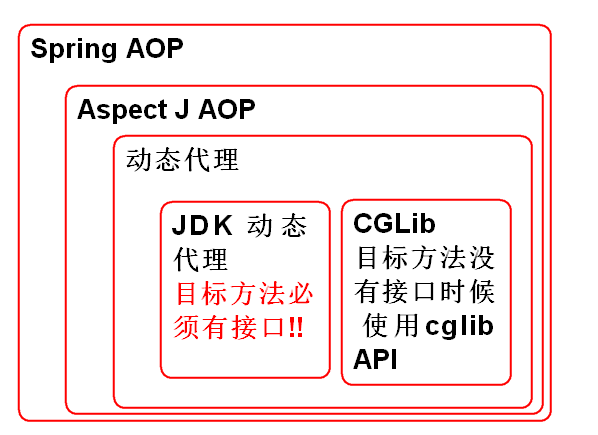 Spring AOP
Aspect J AOP
动态代理
JDK 动态
代理
目标方法必
须有接口!!
CGLib
目标方法没
有接口时候
使用cglib
API